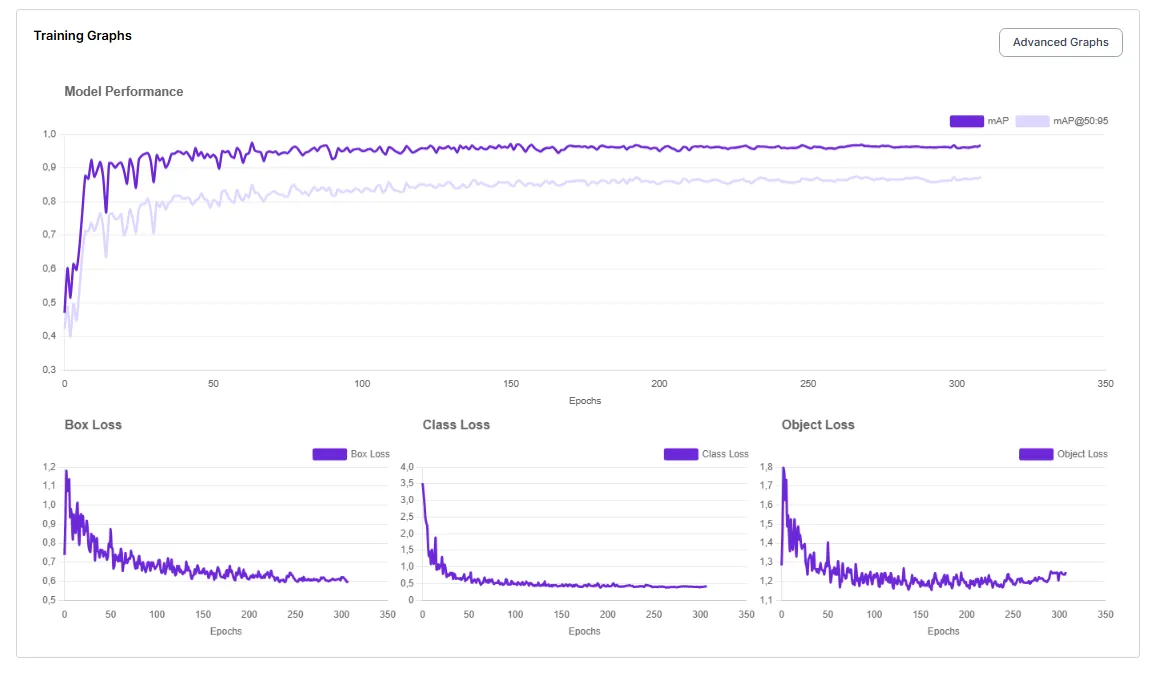 Training Graphs
Advanced Graphs
Model Performance
mAP mAP@50:95
1,0
0,9
0,8
0,7
0,6
0,5
0,4
0,3
0 50 100 150 200 250 300 350
Epochs
Box Loss
Box Loss
1,2
1,1
1,0
0,9
0,8
0,7
0,6
0,5
0 50 100 150 200 250 300 350
Epochs
Class Loss
Class Loss
4,0
3,5
3,0
2,5
2,0
1,5
1,0
0,5
0
0 50 100 150 200 250 300 350
Epochs
Object Loss
Object Loss
1,8
1,7
1,6
1,5
1,4
1,3
1,2
1,1
0 50 100 150 200 250 300 350
Epochs